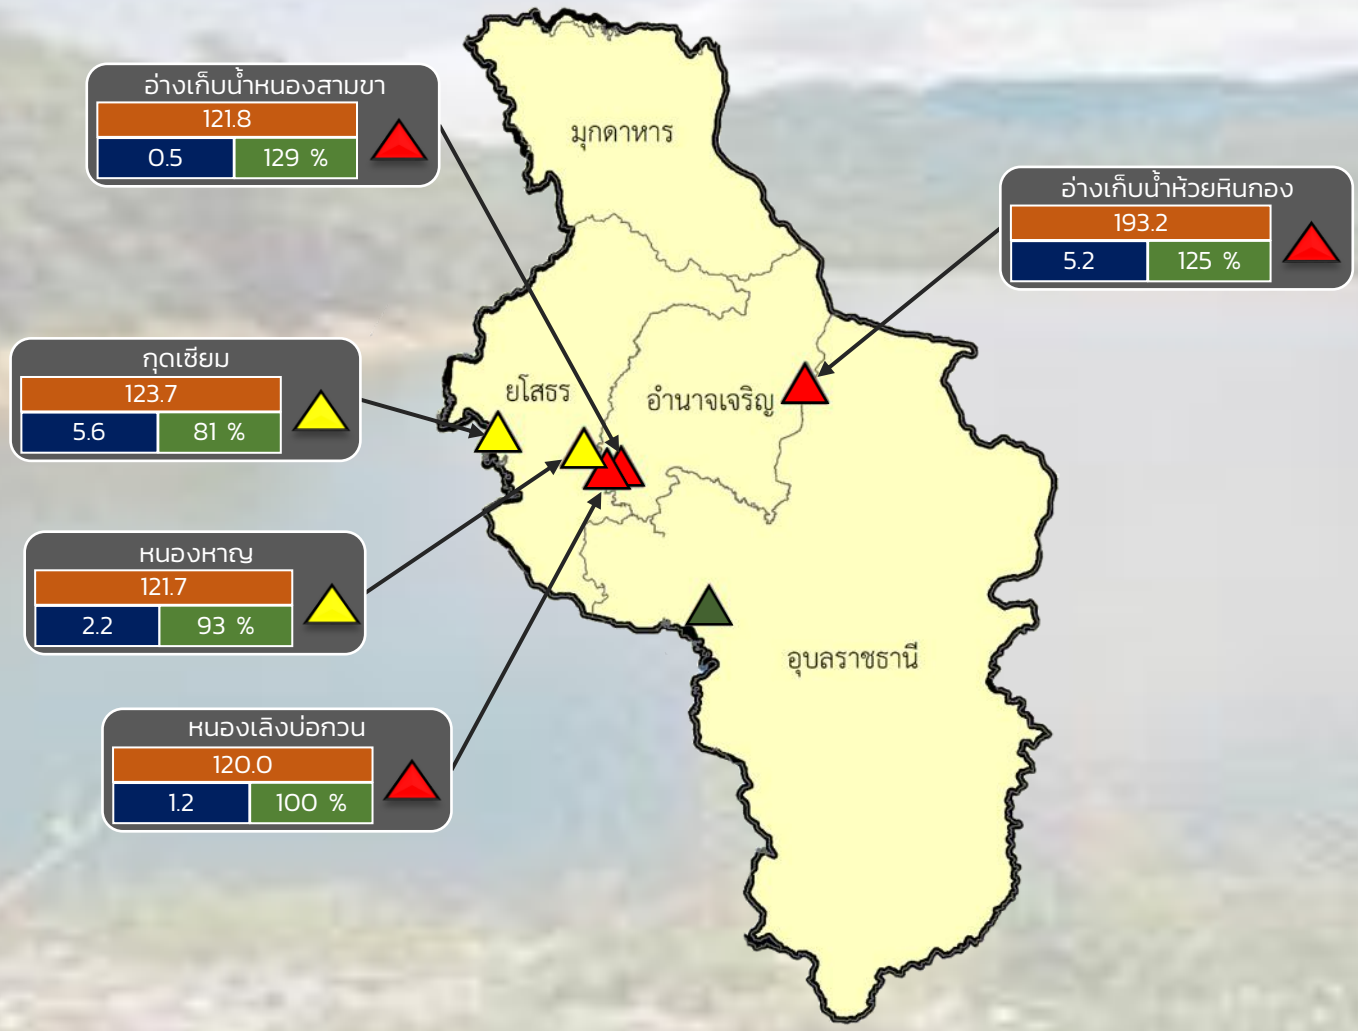 อ่างเก็บน้ำหนองสามขา
121.8
0.5 129 %
มุกดาหาร
อ่างเก็บน้ำห้วยหินกอง
193.2
5.2 125 %
กุดเซียม
123.7
5.6 81 %
ยโสธร
อำนาจเจริญ
หนองหาญ
121.7
2.2 93 %
อุบลราชธานี
หนองเลิงบ่อกวน
120.0
1.2 100 %